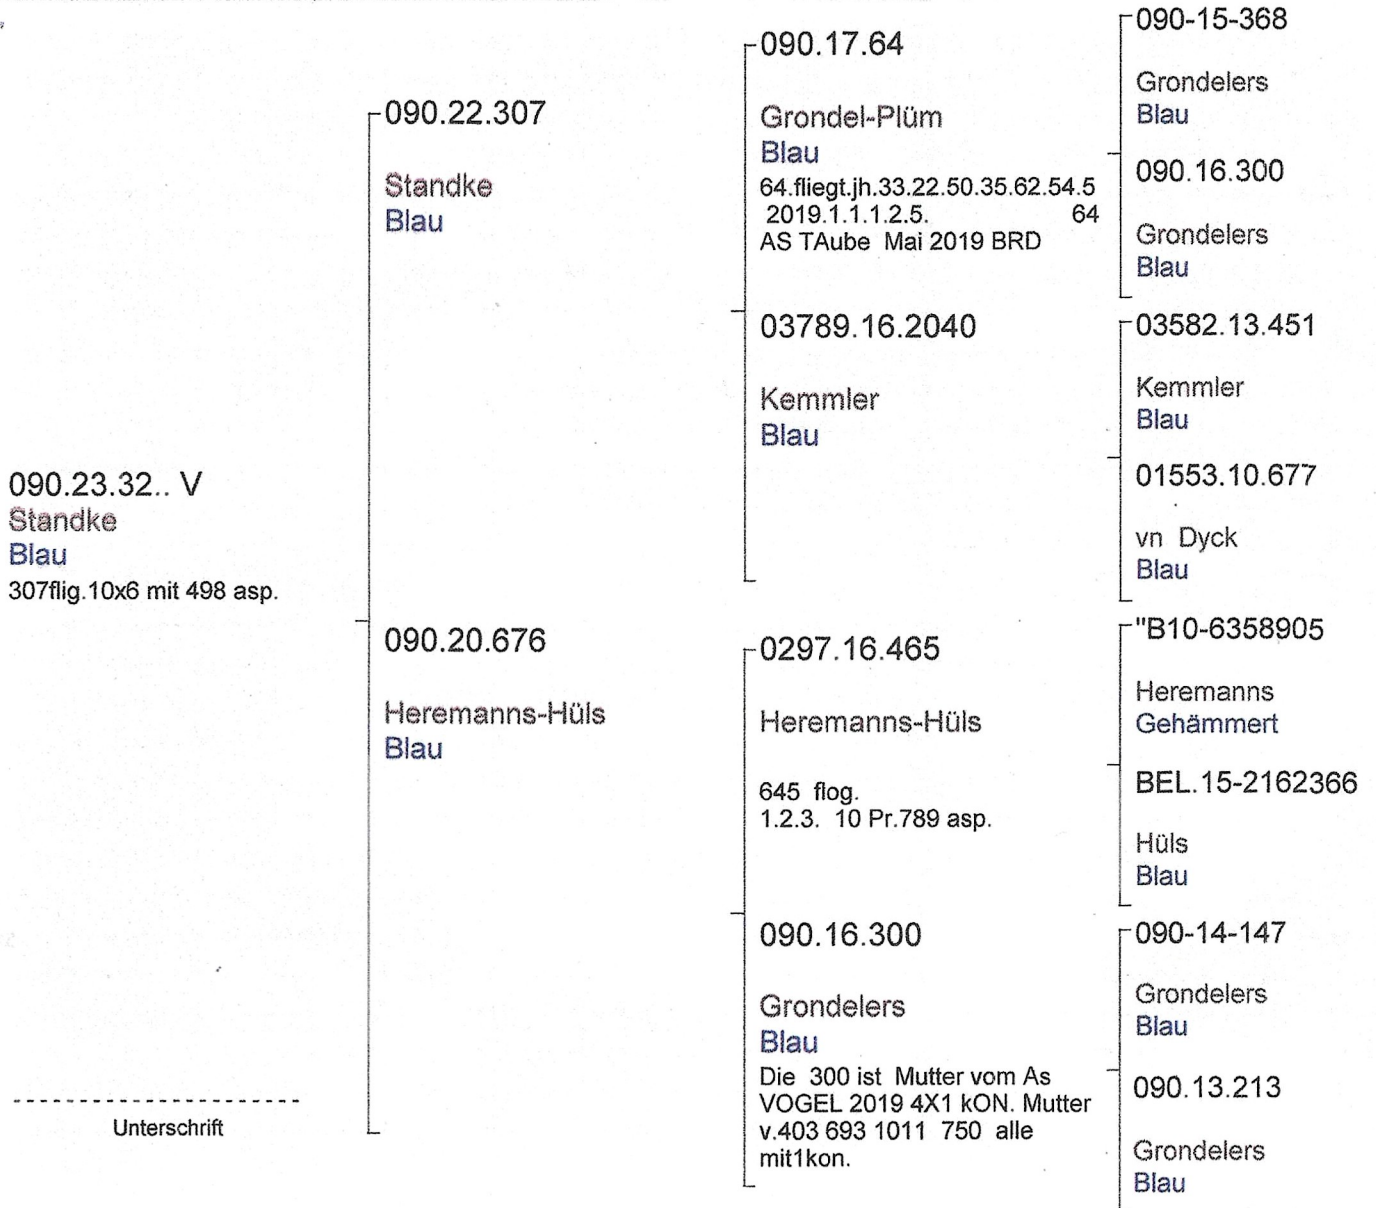 090.23.32.. V
Standke
Blau
307flig.10x6 mit 498 asp.
Unterschrift
090.22.307
Standke
Blau
090.20.676
Heremanns-Hüls
Blau
090.17.64
Grondel-Plüm
Blau
64.fliegt.jh.33.22.50.35.62.54.5
2019.1.1.1.2.5. 64
AS TAube Mai 2019 BRD
03789.16.2040
Kemmler
Blau
0297.16.465
Heremanns-Hüls
645 flog.
1.2.3. 10 Pr.789 asp.
090.16.300
Grondelers
Blau
Die 300 ist Mutter vom As
VOGEL 2019 4X1 kON. Mutter
v.403 693 1011 750 alle
mit1kon.
090-15-368
Grondelers
Blau
090.16.300
Grondelers
Blau
03582.13.451
Kemmler
Blau
01553.10.677
vn Dyck
Blau
"B10-6358905
Heremanns
Gehämmert
BEL.15-2162366
Hüls
Blau
090-14-147
Grondelers
Blau
090.13.213
Grondelers
Blau